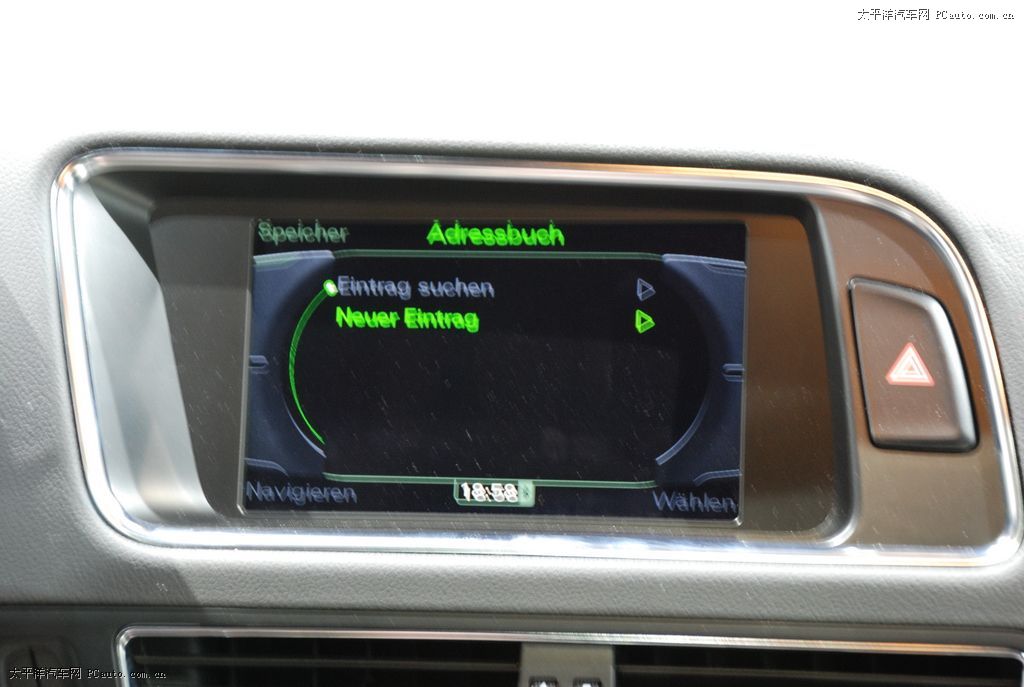 太平洋汽车网 PCauto.com.cn
Speicher Adressbuch
Eintrag suchen
Neuer Eintrag
Navigieren 18:58 Wählen
太平洋汽车网 PCauto.com.cn